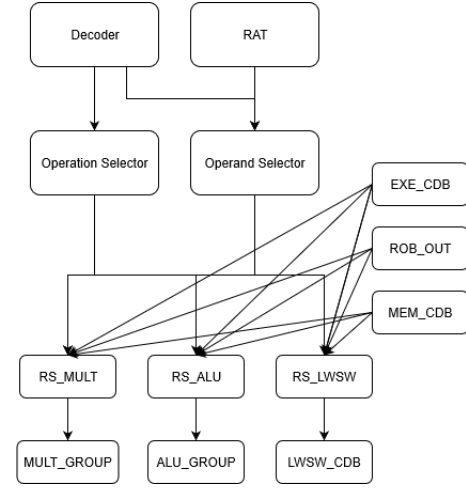 Decoder
RAT
Operation Selector
Operand Selector
EXE_CDB
ROB_OUT
MEM_CDB
RS_MULT
RS_ALU
RS_LWSW
MULT_GROUP
ALU_GROUP
LWSW_CDB